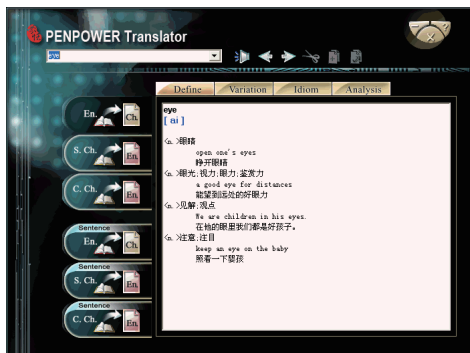 PENPOWER Translator
eye
Define Variation Idiom Analysis
eye
[ ai ]
<n. >眼睛
open one's eyes
睁开眼睛
<n. >眼光;视力;眼力;鉴赏力
a good eye for distances
能望到远处的好眼力
<n. >见解;观点
We are children in his eyes.
在他的眼里我们都是好孩子。
<n. >注意;注目
keep an eye on the baby
照看一下婴孩
En. Ch.
S. Ch. En.
C. Ch. En.
Sentence
En. Ch.
Sentence
S. Ch. En.
Sentence
C. Ch. En.